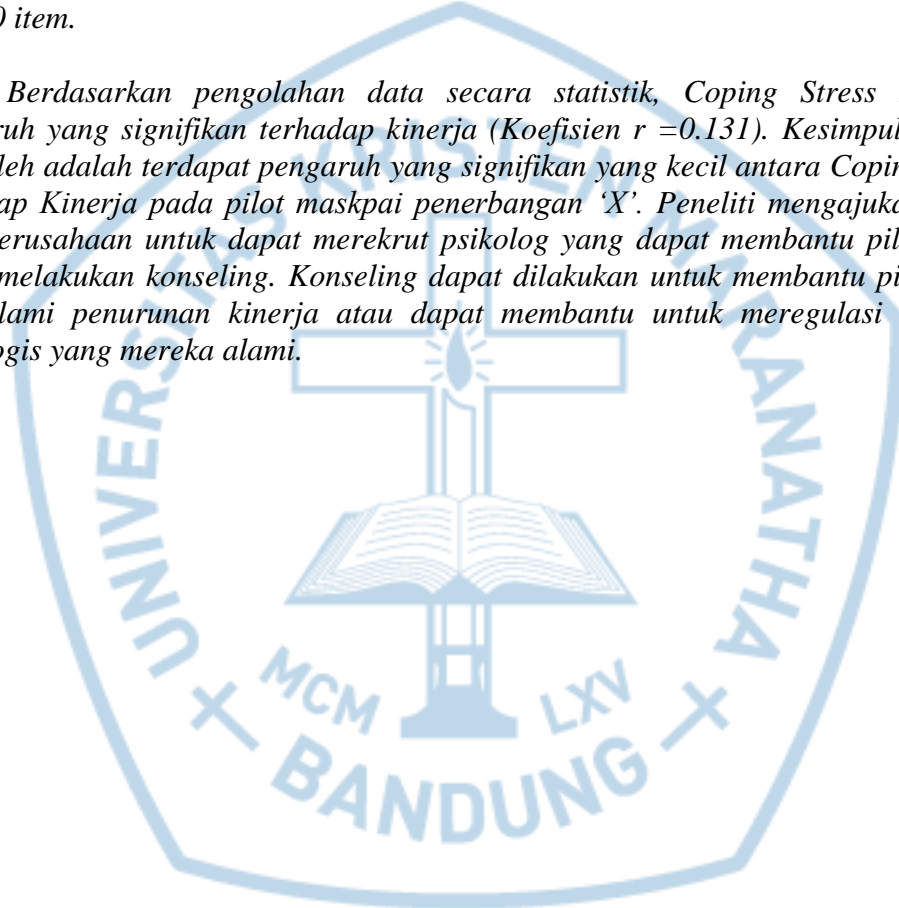 0 item.
Berdasarkan pengolahan data secara statistik, Coping Stress
ruh yang signifikan terhadap kinerja (Koefisien r =0.131). Kesimpul
leh adalah terdapat pengaruh yang signifikan yang kecil antara Copin
ap Kinerja pada pilot maskpai penerbangan ‘X’. Peneliti mengajuka
erusahaan untuk dapat merekrut psikolog yang dapat membantu pil
melakukan konseling. Konseling dapat dilakukan untuk membantu pi
lami penurunan kinerja atau dapat membantu untuk meregulasi
ogis yang mereka alami.
UNIVERSITAS KRISTEN MARANATHA
MCM LXV
BANDUNG